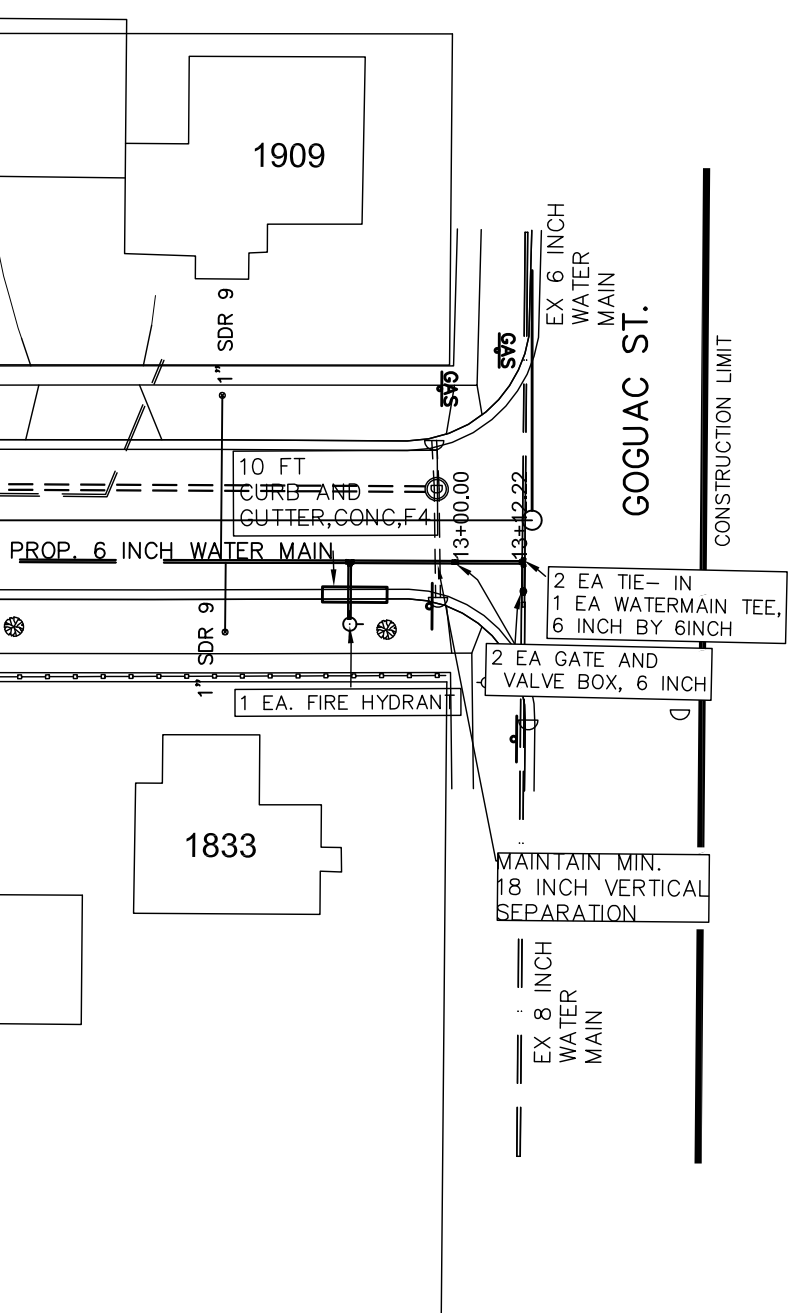 1909
1" SDR 9
EX 6 INCH
WATER
MAIN
GOGUAC ST.
CONSTRUCTION LIMIT
GAS
GAS
10 FT
CURB AND
GUTTER,CONC,F4
13+00.00
13+12.22
PROP. 6 INCH WATER MAIN
2 EA TIE- IN
1 EA WATERMAIN TEE,
6 INCH BY 6INCH
1" SDR 9
2 EA GATE AND
VALVE BOX, 6 INCH
1 EA. FIRE HYDRANT
1833
MAINTAIN MIN.
18 INCH VERTICAL
SEPARATION
EX 8 INCH
WATER
MAIN